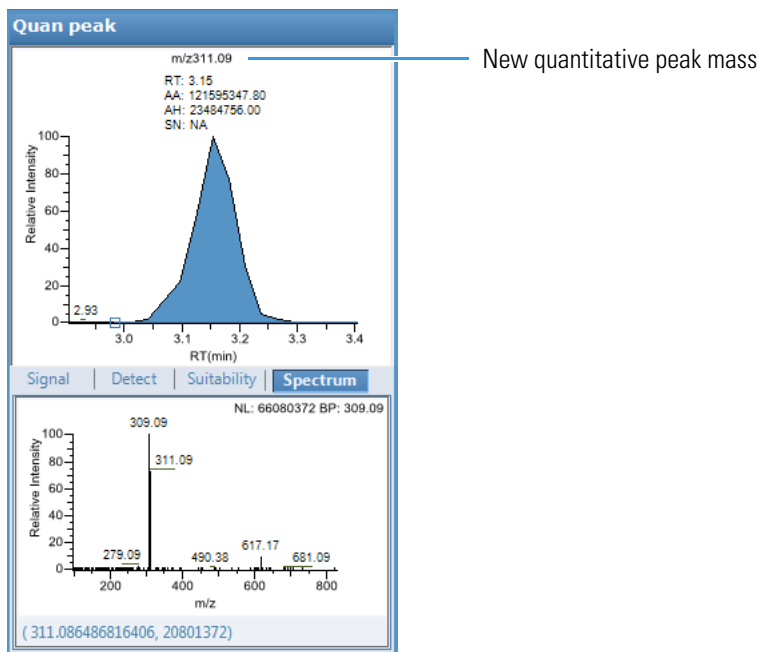 Quan peak
m/z311.09
New quantitative peak mass
RT: 3.15
AA: 121595347.80
AH: 23484756.00
SN: NA
100
80
60
40
20
0
Relative Intensity
2.93
3.0 3.1 3.2 3.3 3.4
RT(min)
Signal Detect Suitability Spectrum
NL: 66080372 BP: 309.09
309.09
100
80
60
40
20
0
Relative Intensity
311.09
279.09 490.38 617.17 681.09
200 400 600 800
m/z
( 311.086486816406, 20801372)